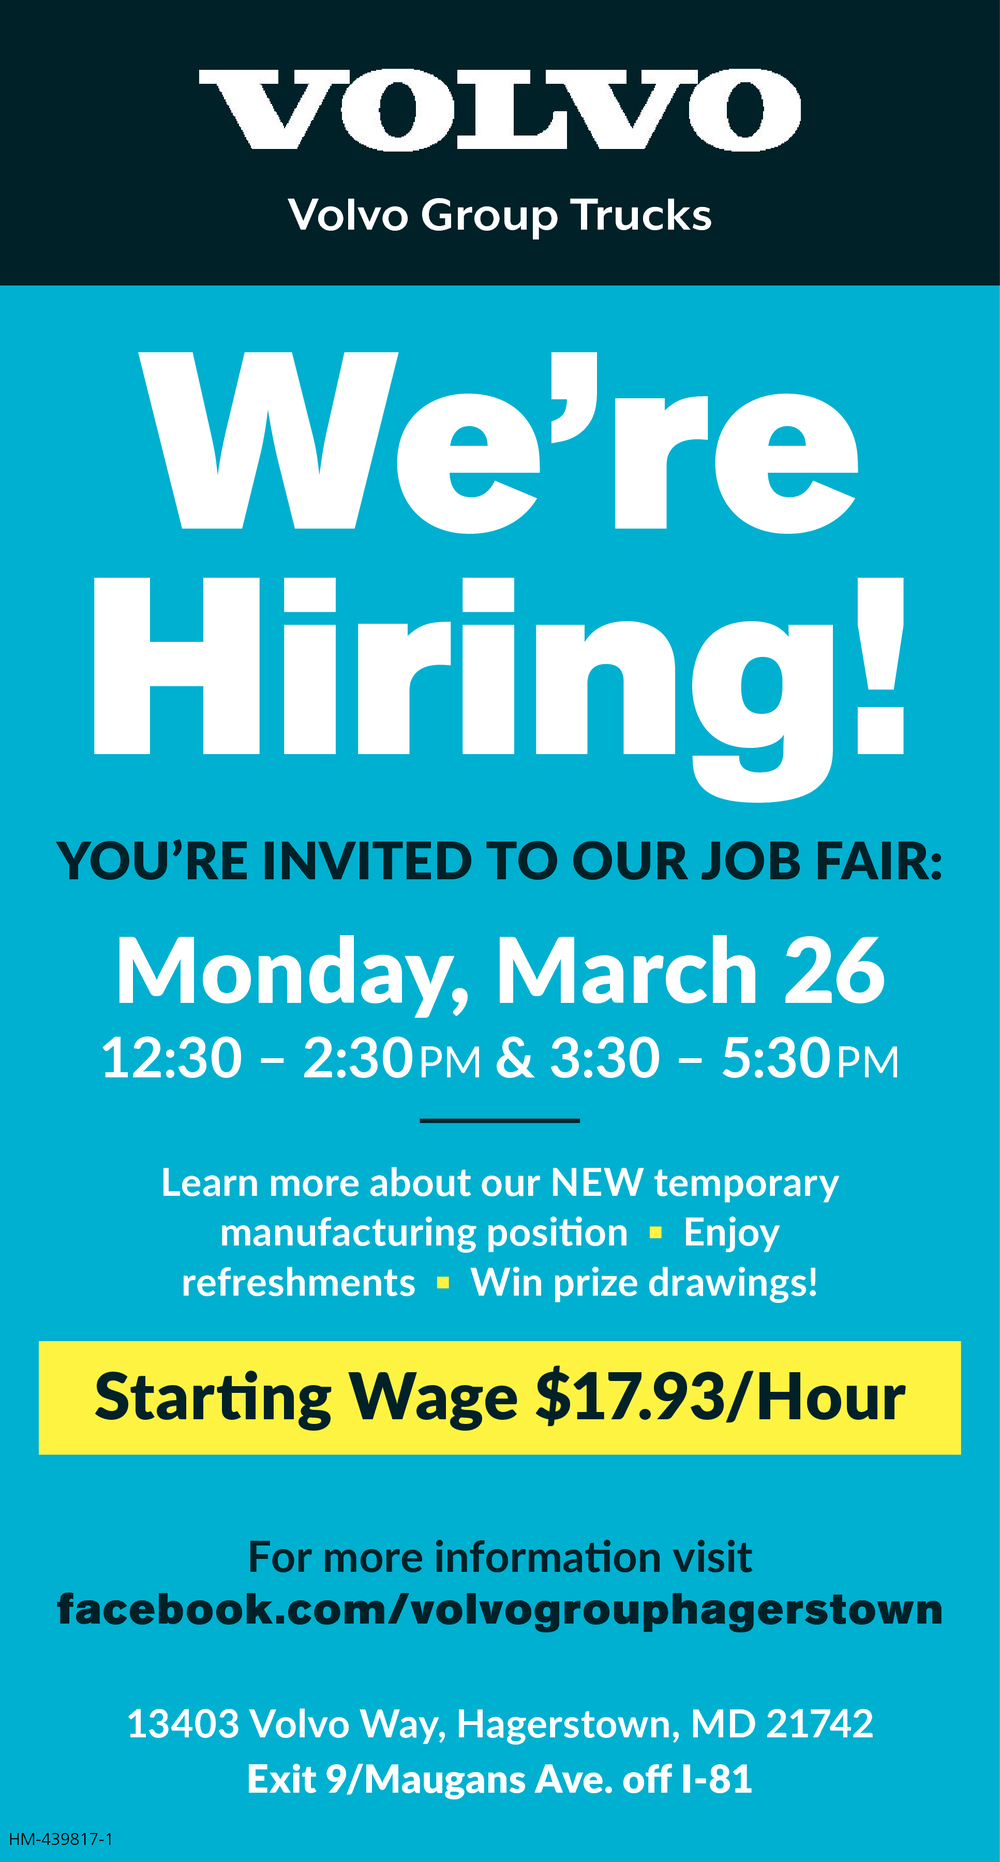 VOLVO
Volvo Group Trucks
We’re
Hiring!
YOU’RE INVITED TO OUR JOB FAIR:
Monday, March 26
12:30 – 2:30PM & 3:30 – 5:30PM
Learn more about our NEW temporary
manufacturing position ▪ Enjoy
refreshments ▪ Win prize drawings!
Starting Wage $17.93/Hour
For more information visit
facebook.com/volvogrouphagerstown
13403 Volvo Way, Hagerstown, MD 21742
Exit 9/Maugans Ave. off I-81
HM-439817-1